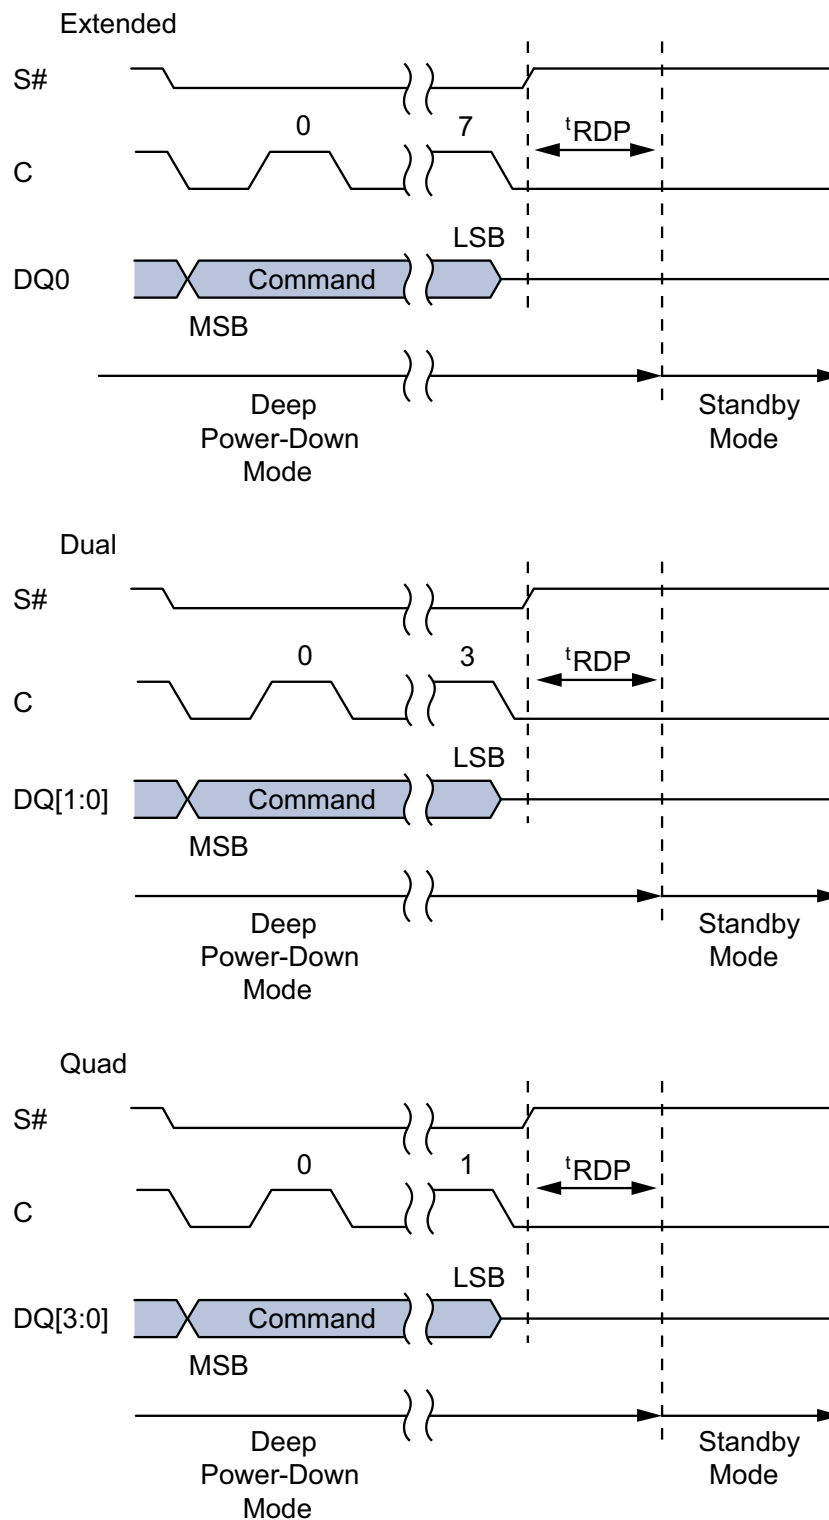 Extended
S#
0 7 tRDP
C
LSB
DQ0 Command
MSB
Deep Standby
Power-Down Mode
Mode
Dual
S#
0 3 tRDP
C
LSB
DQ[1:0] Command
MSB
Deep Standby
Power-Down Mode
Mode
Quad
S#
0 1 tRDP
C
LSB
DQ[3:0] Command
MSB
Deep Standby
Power-Down Mode
Mode